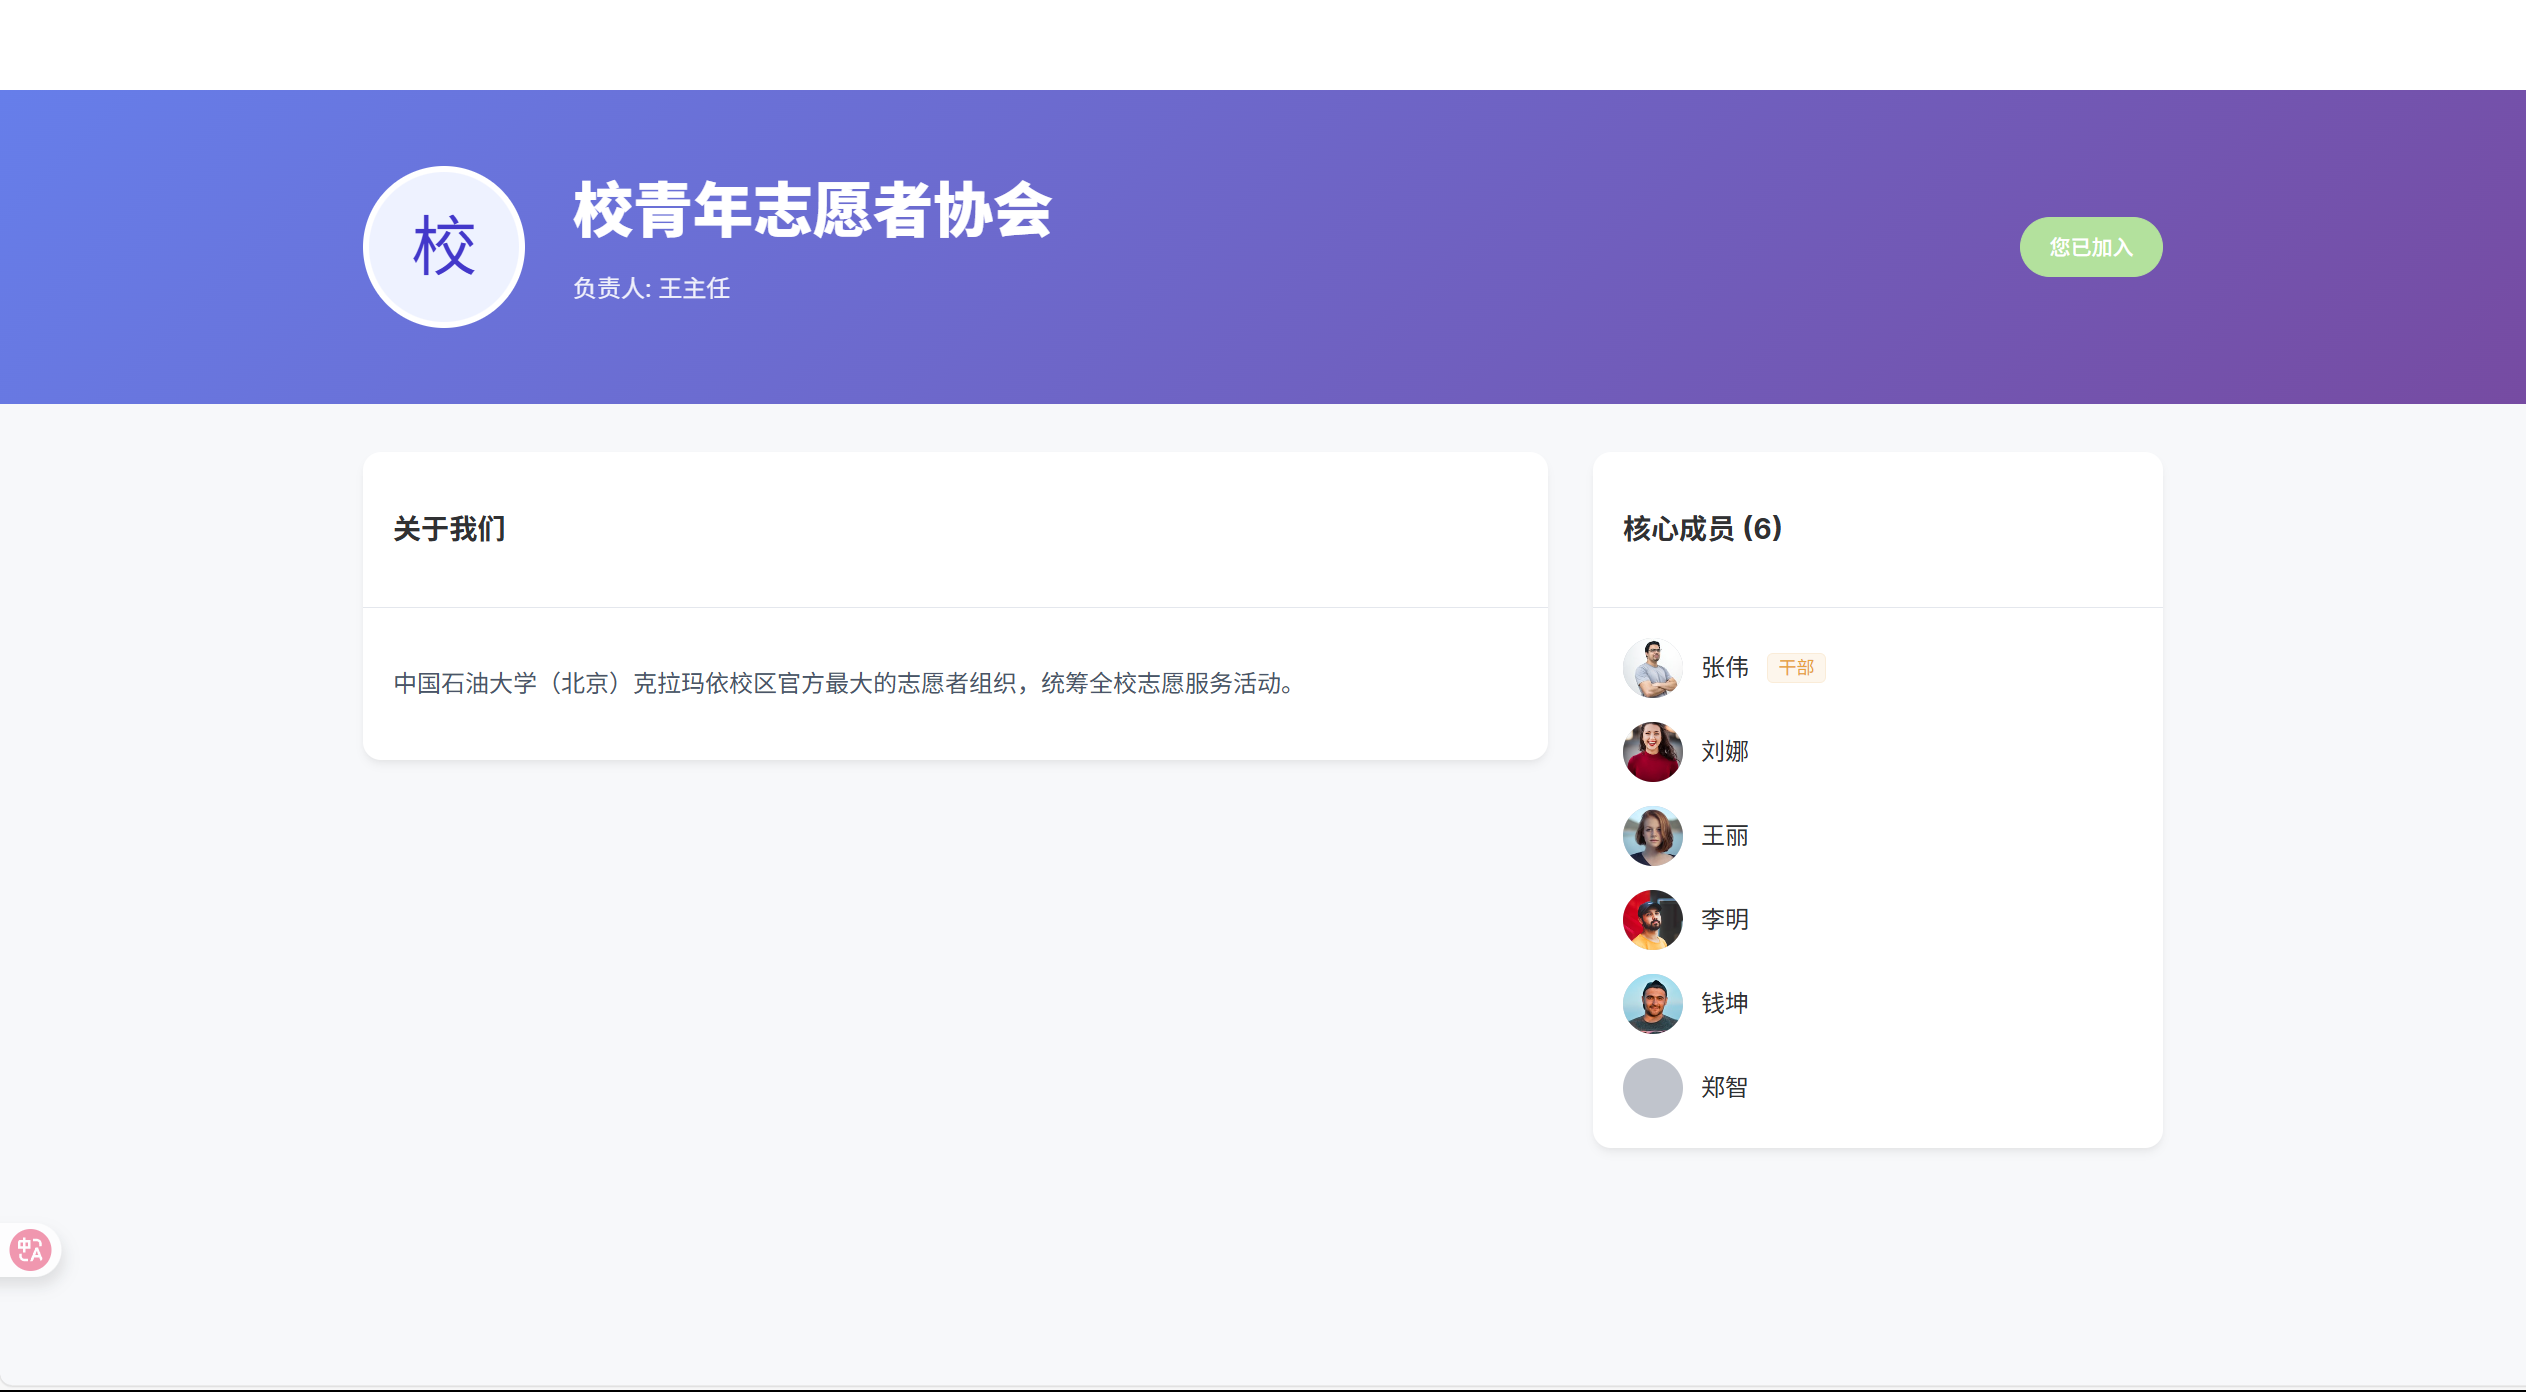 校
校青年志愿者协会
负责人: 王主任
您已加入
关于我们
中国石油大学（北京）克拉玛依校区官方最大的志愿者组织，统筹全校志愿服务活动。
核心成员 (6)
张伟 干部
刘娜
王丽
李明
钱坤
郑智
中 A